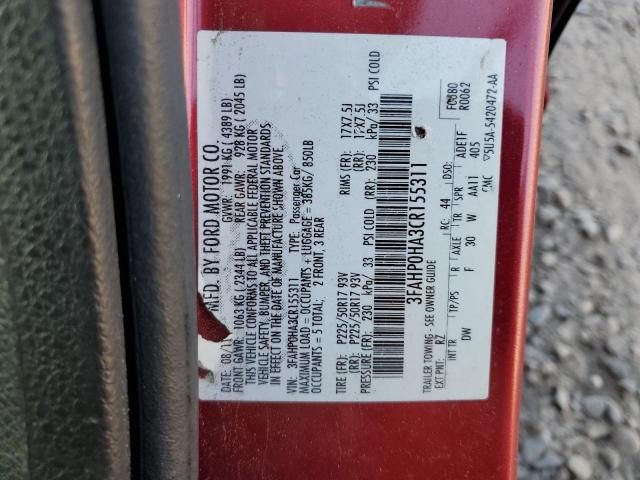 MFD. BY FORD MOTOR CO.
DATE: 08/11 GVWR: 1991 KG ( 4389 LB)
FRONT GAWR: 1063 KG ( 2344 LB) REAR GAWR: 928 KG ( 2045 LB)
THIS VEHICLE CONFORMS TO ALL APPLICABLE FEDERAL MOTOR
VEHICLE SAFETY, BUMPER, AND THEFT PREVENTION STANDARDS
IN EFFECT ON THE DATE OF MANUFACTURE SHOWN ABOVE.
VIN: 3FAHP0HA3CR155311 TYPE: Passenger Car
MAXIMUM LOAD = OCCUPANTS + LUGGAGE = 385KG/ 850LB
OCCUPANTS = 5 TOTAL; 2 FRONT, 3 REAR
TIRE (FR): P225/50R17 93V RIMS (FR): 17X7.5J
TIRE (RR): P225/50R17 93V (RR): 17X7.5J
PRESSURE (FR): 230 kPa/ 33 PSI COLD (RR): 230 kPa/ 33 PSI COLD
3FAHP0HA3CR155311
F0080
R0062
TRAILER TOWING - SEE OWNER GUIDE
EXT PNT: RZ RC: 44 DSO:
INT TR TP/PS R AXLE TR SPR ADE1F
DW F 30 W AA11 405
5U5A-5420472-AA